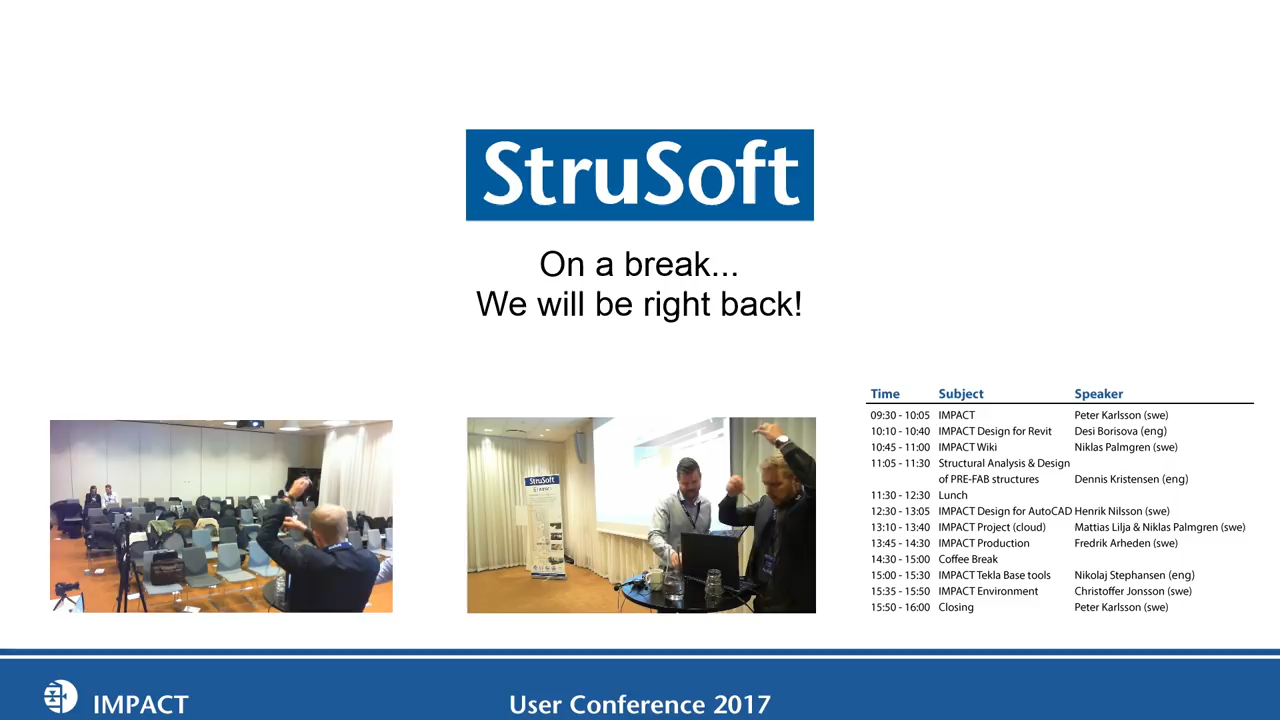 StruSoft
On a break...
We will be right back!
Time Subject Speaker
09:30 - 10:05 IMPACT Peter Karlsson (swe)
10:10 - 10:40 IMPACT Design for Revit Desi Borisova (eng)
10:45 - 11:00 IMPACT Wiki Niklas Palmgren (swe)
11:05 - 11:30 Structural Analysis & Design
of PRE-FAB structures Dennis Kristensen (eng)
11:30 - 12:30 Lunch
12:30 - 13:05 IMPACT Design for AutoCAD Henrik Nilsson (swe)
13:10 - 13:40 IMPACT Project (cloud) Mattias Lilja & Niklas Palmgren (swe)
13:45 - 14:30 IMPACT Production Fredrik Arheden (swe)
14:30 - 15:00 Coffee Break
15:00 - 15:30 IMPACT Tekla Base tools Nikolaj Stephansen (eng)
15:35 - 15:50 IMPACT Environment Christoffer Jonsson (swe)
15:50 - 16:00 Closing Peter Karlsson (swe)
StruSoft
IMPACT User Conference 2017